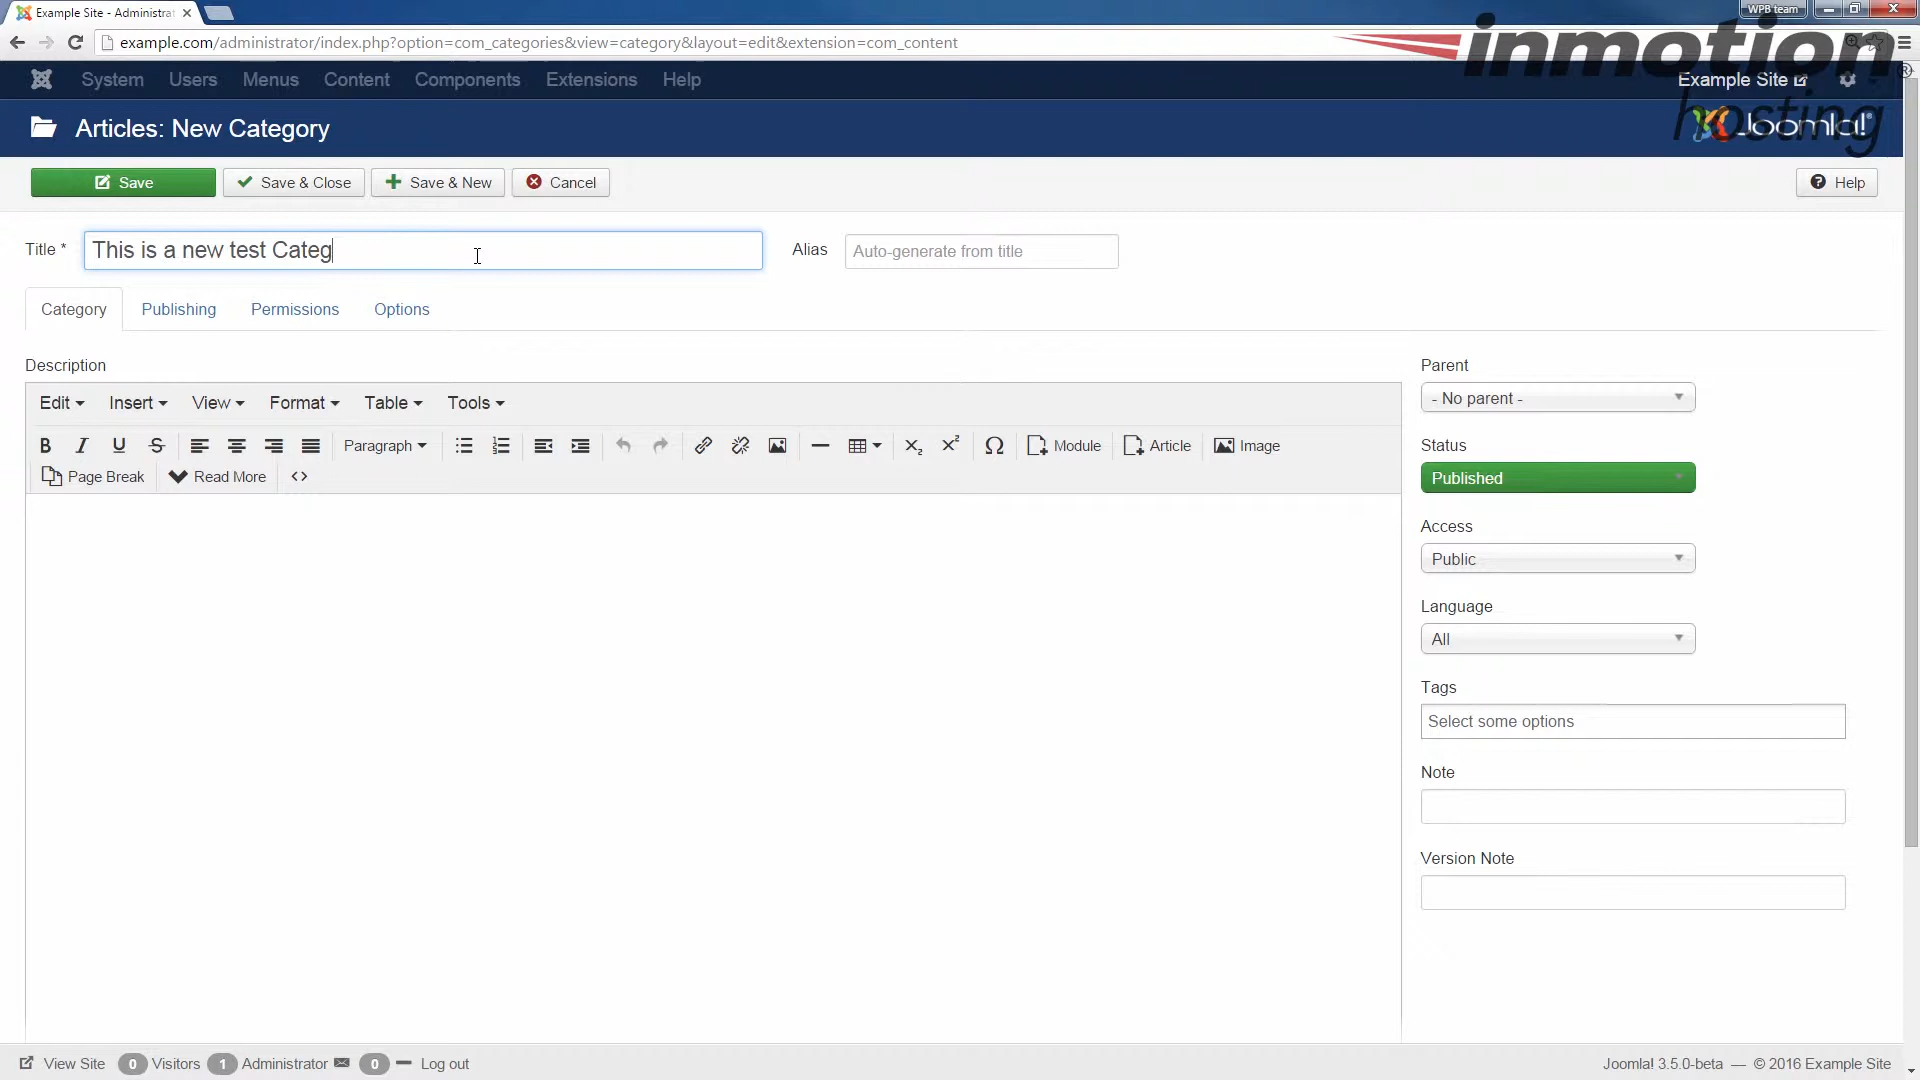 Example Site - Administrat
WPB team
example.com/administrator/index.php?option=com_categories&view=category&layout=edit&extension=com_content
inmotion
hosting
®
System Users Menus Content Components Extensions Help
Example Site
Articles: New Category
Joomla!®
Save
Save & Close
Save & New
Cancel
Help
Title *
This is a new test Categ
Alias
Auto-generate from title
Category
Publishing
Permissions
Options
Description
Edit Insert View Format Table Tools
Paragraph
Module
Article
Image
Page Break
Read More
Parent
- No parent -
Status
Published
Access
Public
Language
All
Tags
Select some options
Note
Version Note
View Site 0 Visitors 1 Administrator 0 Log out
Joomla! 3.5.0-beta — © 2016 Example Site